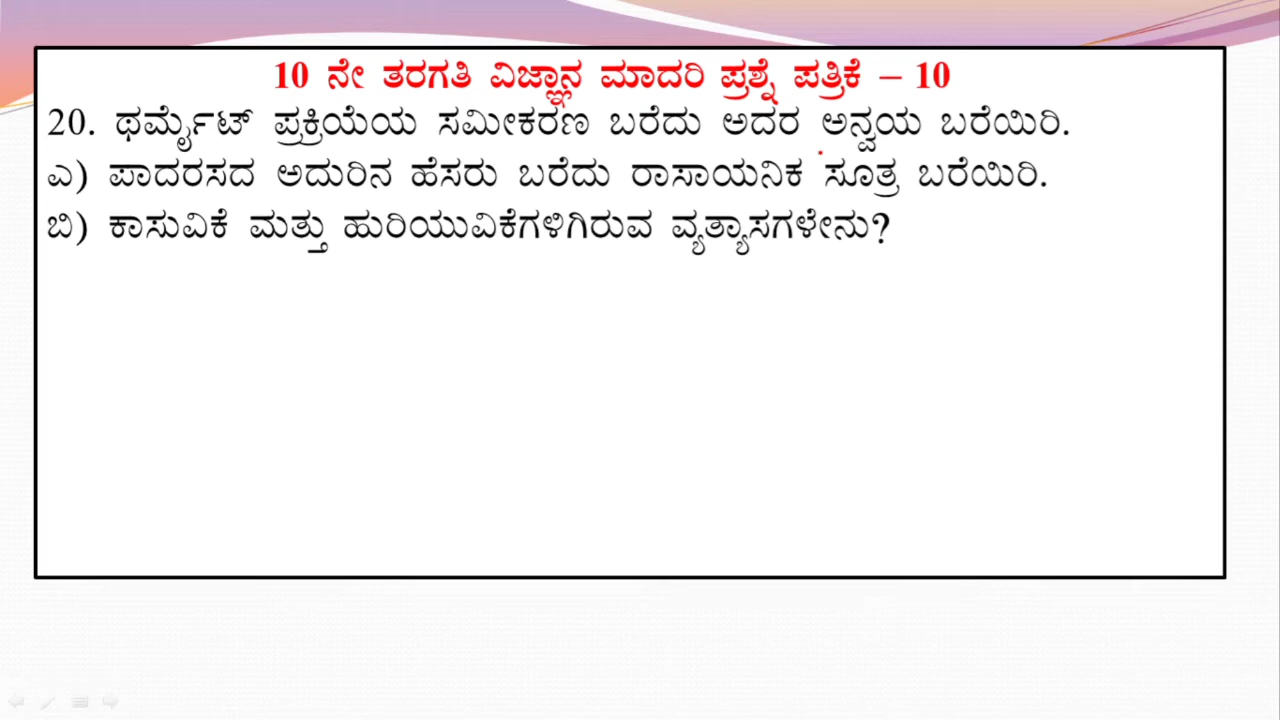 10 ನೇ ತರಗತಿ ವಿಜ್ಞಾನ ಮಾದರಿ ಪ್ರಶ್ನೆ ಪತ್ರಿಕೆ – 10
20. ಥರ್ಮೈಟ್ ಪ್ರಕ್ರಿಯೆಯ ಸಮೀಕರಣ ಬರೆದು ಅದರ ಅನ್ವಯ ಬರೆಯಿರಿ.
ಎ) ಪಾದರಸದ ಅದುರಿನ ಹೆಸರು ಬರೆದು ರಾಸಾಯನಿಕ ಸೂತ್ರ ಬರೆಯಿರಿ.
ಬಿ) ಕಾಸುವಿಕೆ ಮತ್ತು ಹುರಿಯುವಿಕೆಗಳಿಗಿರುವ ವ್ಯತ್ಯಾಸಗಳೇನು?